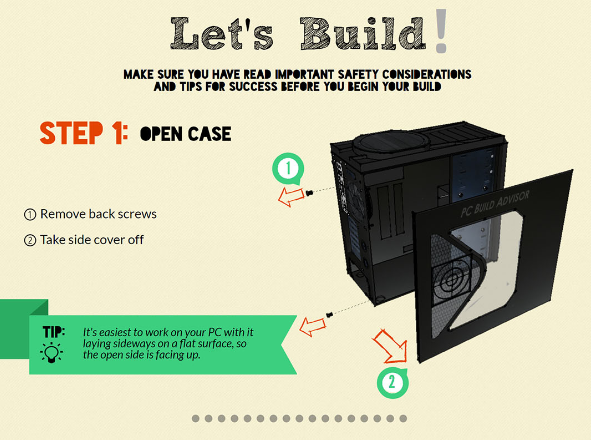 Let's Build!
MAKE SURE YOU HAVE READ IMPORTANT SAFETY CONSIDERATIONS
AND TIPS FOR SUCCESS BEFORE YOU BEGIN YOUR BUILD
STEP 1: OPEN CASE
1
PC BUILD ADVISOR
1 Remove back screws
2 Take side cover off
TIP:
It's easiest to work on your PC with it
laying sideways on a flat surface, so
the open side is facing up.
2